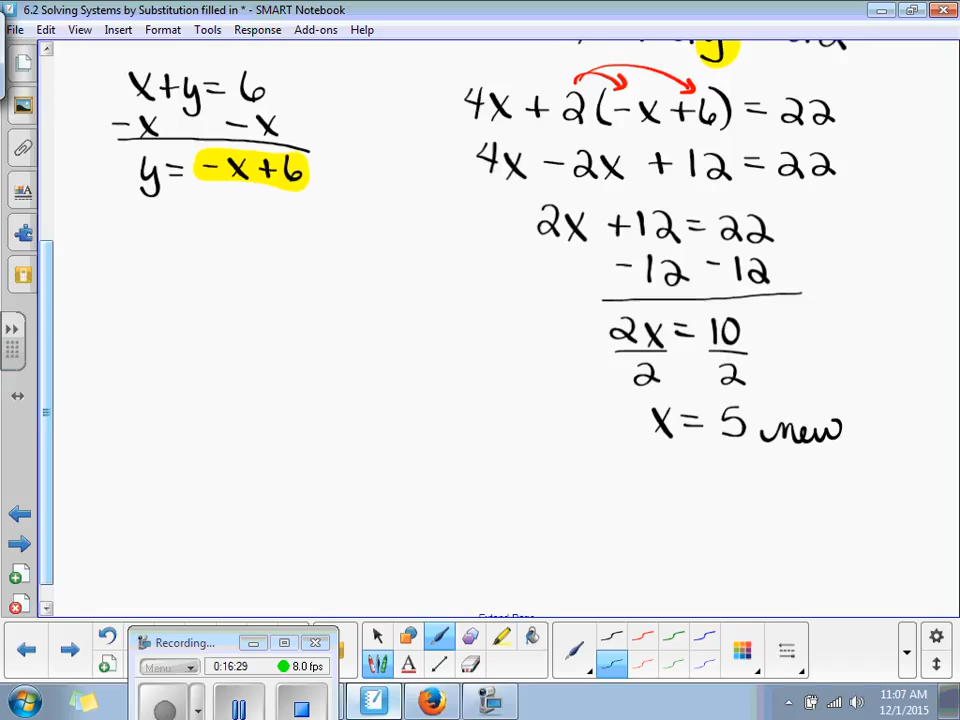 6.2 Solving Systems by Substitution filled in * - SMART Notebook
File Edit View Insert Format Tools Response Add-ons Help
x+y=6
-x -x
y= -x+6
4x + 2(-x+6) = 22
4x - 2x + 12 = 22
2x +12 = 22
-12 -12
2x = 10
2 2
x = 5 new
Extend Page
Recording...
Menu
0:16:29
8.0 fps
A
11:07 AM
12/1/2015